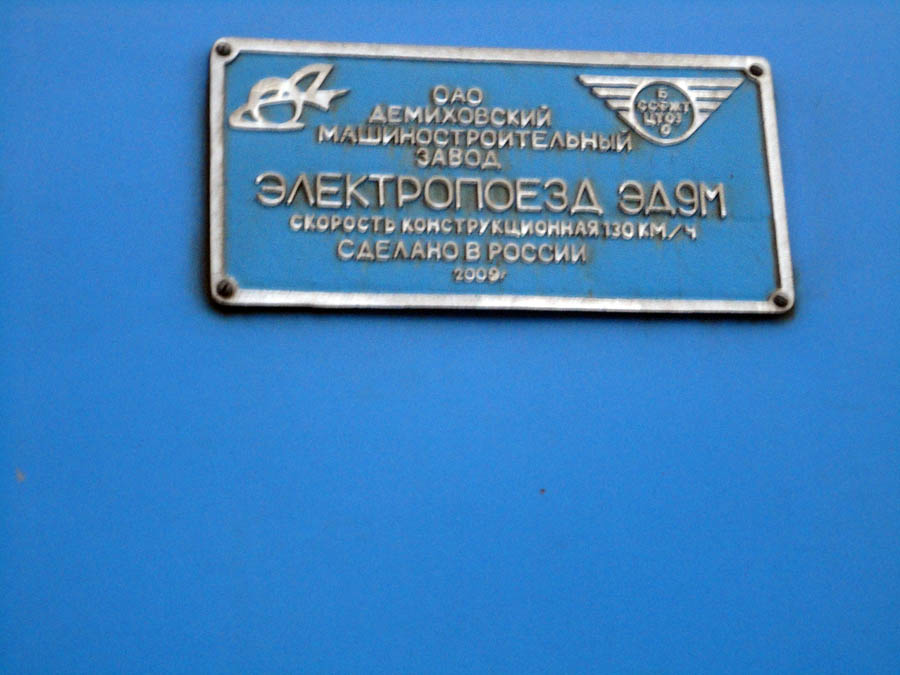 ОАО
ДЕМИХОВСКИЙ
МАШИНОСТРОИТЕЛЬНЫЙ
ЗАВОД
ЭЛЕКТРОПОЕЗД ЭД9М
СКОРОСТЬ КОНСТРУКЦИОННАЯ 130 КМ/Ч
СДЕЛАНО В РОССИИ
2009г
Б